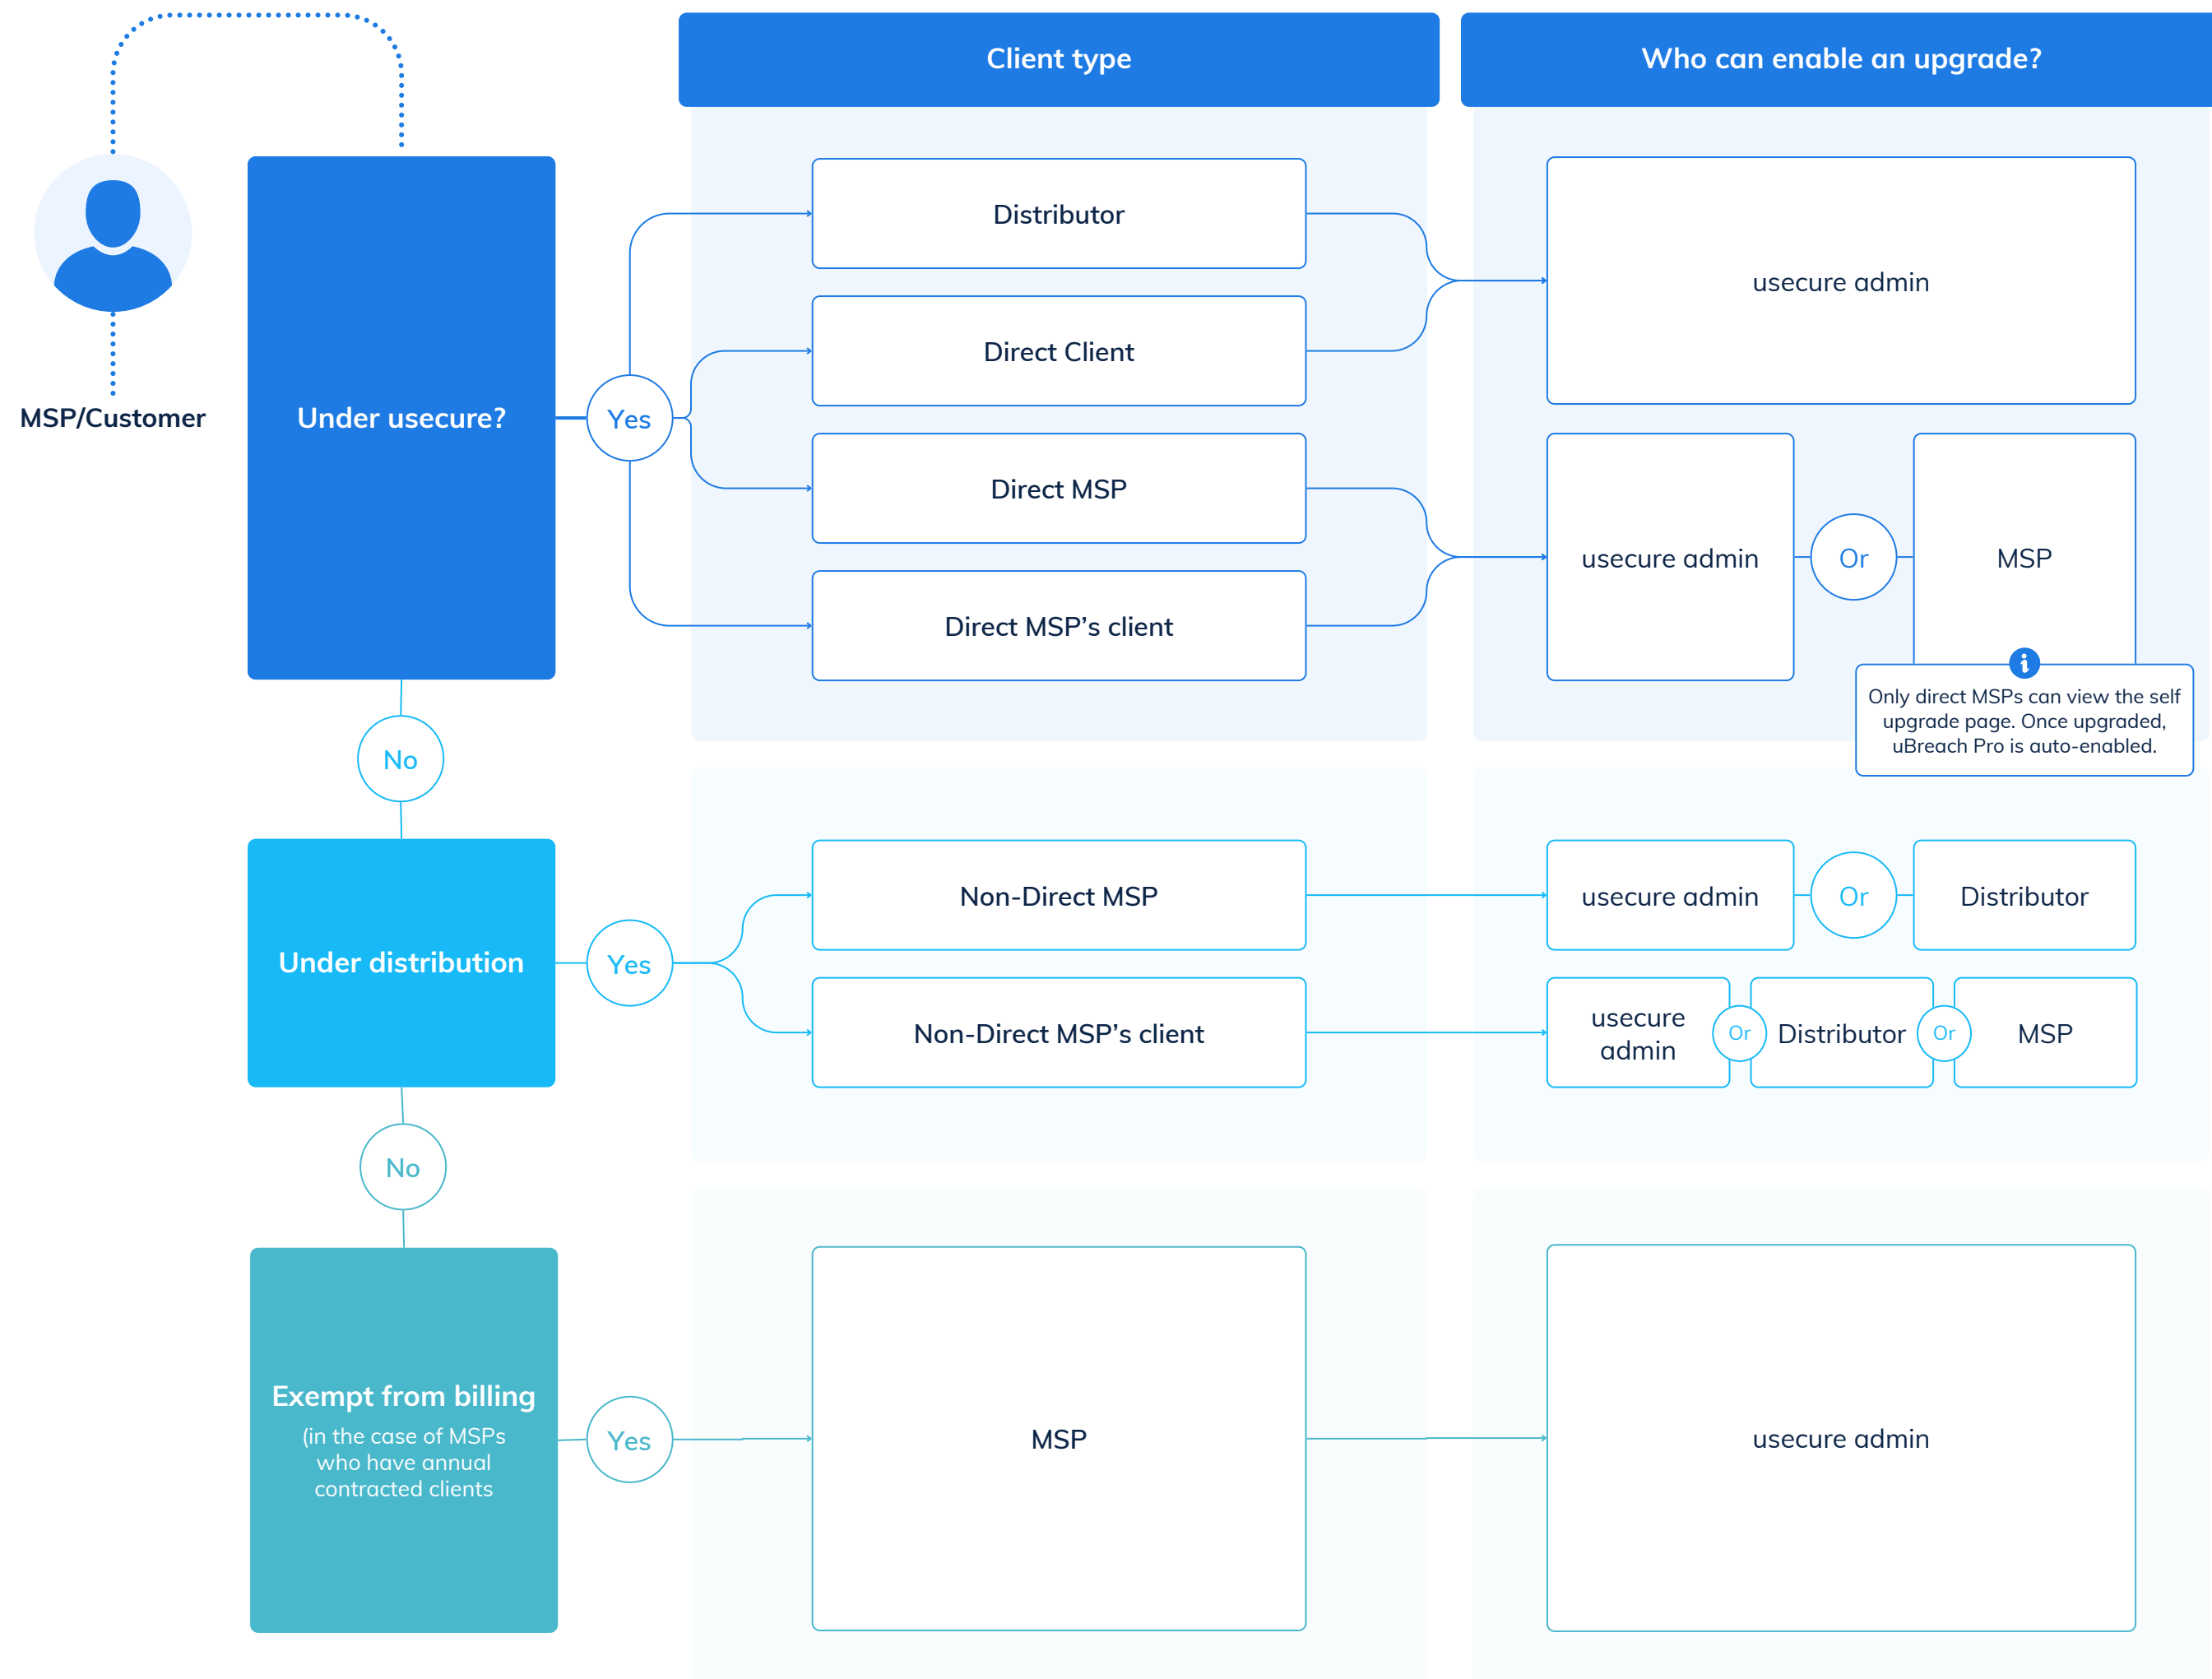 Client type
Who can enable an upgrade?
MSP/Customer
Under usecure?
Yes
Distributor
Direct Client
Direct MSP
Direct MSP’s client
usecure admin
usecure admin
Or
MSP
Only direct MSPs can view the self
upgrade page. Once upgraded,
uBreach Pro is auto-enabled.
No
Under distribution
Yes
Non-Direct MSP
Non-Direct MSP’s client
usecure admin
Or
Distributor
usecure
admin
Or
Distributor
Or
MSP
No
Exempt from billing
(in the case of MSPs
who have annual
contracted clients
Yes
MSP
usecure admin